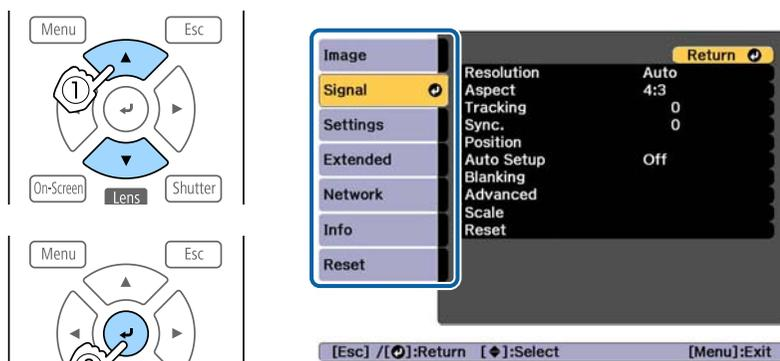 Menu
Esc
①
On-Screen
Lens
Shutter
Menu
Esc
Image
Signal
Settings
Extended
Network
Info
Reset
Return
Resolution Auto
Aspect 4:3
Tracking 0
Sync. 0
Position
Auto Setup Off
Blanking
Advanced
Scale
Reset
[Esc] /[ ]:Return [ ]:Select [Menu]:Exit